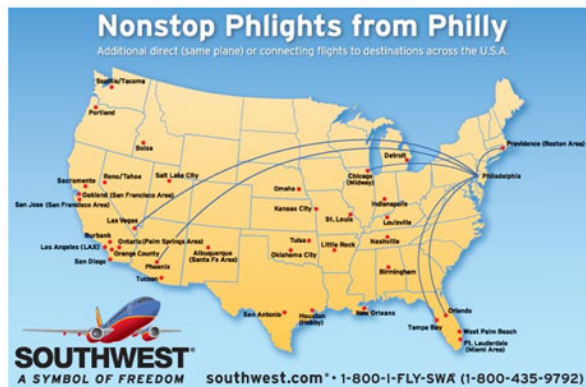 Nonstop Phlights from Philly
Additional direct (same plane) or connecting flights to destinations across the U.S.A.
Seattle/Tacoma
Portland
Boise
Providence (Boston Area)
Detroit
Chicago
(Midway)
Philadelphia
Reno/Tahoe
Salt Lake City
Sacramento
Omaha
Oakland (San Francisco Area)
Indianapolis
San Jose (San Francisco Area)
Kansas City
St. Louis
Louisville
Las Vegas
Nashville
Burbank
Ontario (Palm Springs Area)
Tulsa
Little Rock
Los Angeles (LAX)
Orange County
Albuquerque
(Santa Fe Area)
Oklahoma City
San Diego
Phoenix
Birmingham
Tucson
San Antonio
Houston
(Hobby)
New Orleans
Orlando
Tampa Bay
West Palm Beach
Ft. Lauderdale
(Miami Area)
SOUTHWEST®
A SYMBOL OF FREEDOM
southwest.com® • 1-800-I-FLY-SWA® (1-800-435-9792)